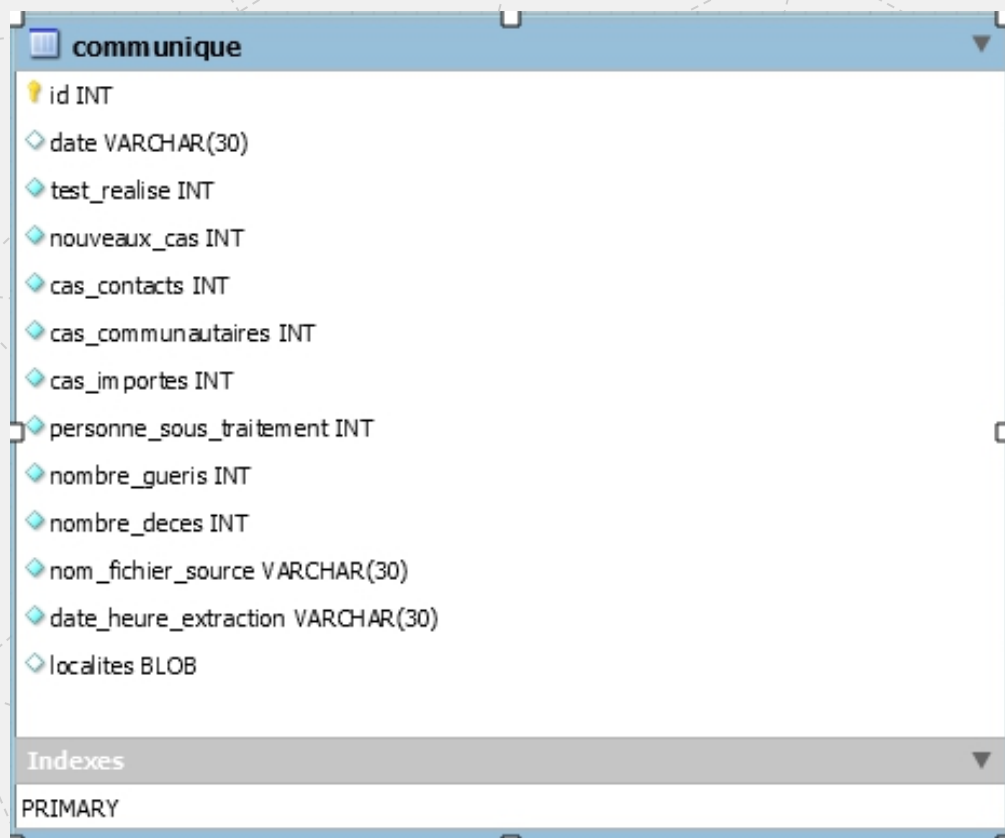 communique
id INT
date VARCHAR(30)
test_realise INT
nouveaux_cas INT
cas_contacts INT
cas_communautaires INT
cas_importes INT
personne_sous_traitement INT
nombre_gueris INT
nombre_deces INT
nom_fichier_source VARCHAR(30)
date_heure_extraction VARCHAR(30)
localites BLOB
Indexes
PRIMARY